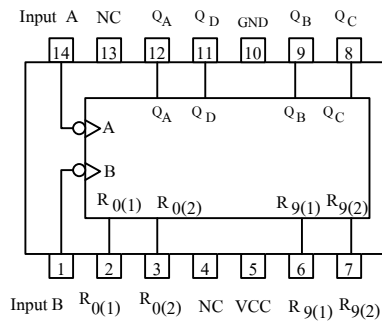 Input A NC QA QD GND QB QC
14 13 12 11 10 9 8
QA QD QB QC
A
B
R0(1) R0(2) R9(1) R9(2)
1 2 3 4 5 6 7
Input B R0(1) R0(2) NC VCC R9(1) R9(2)